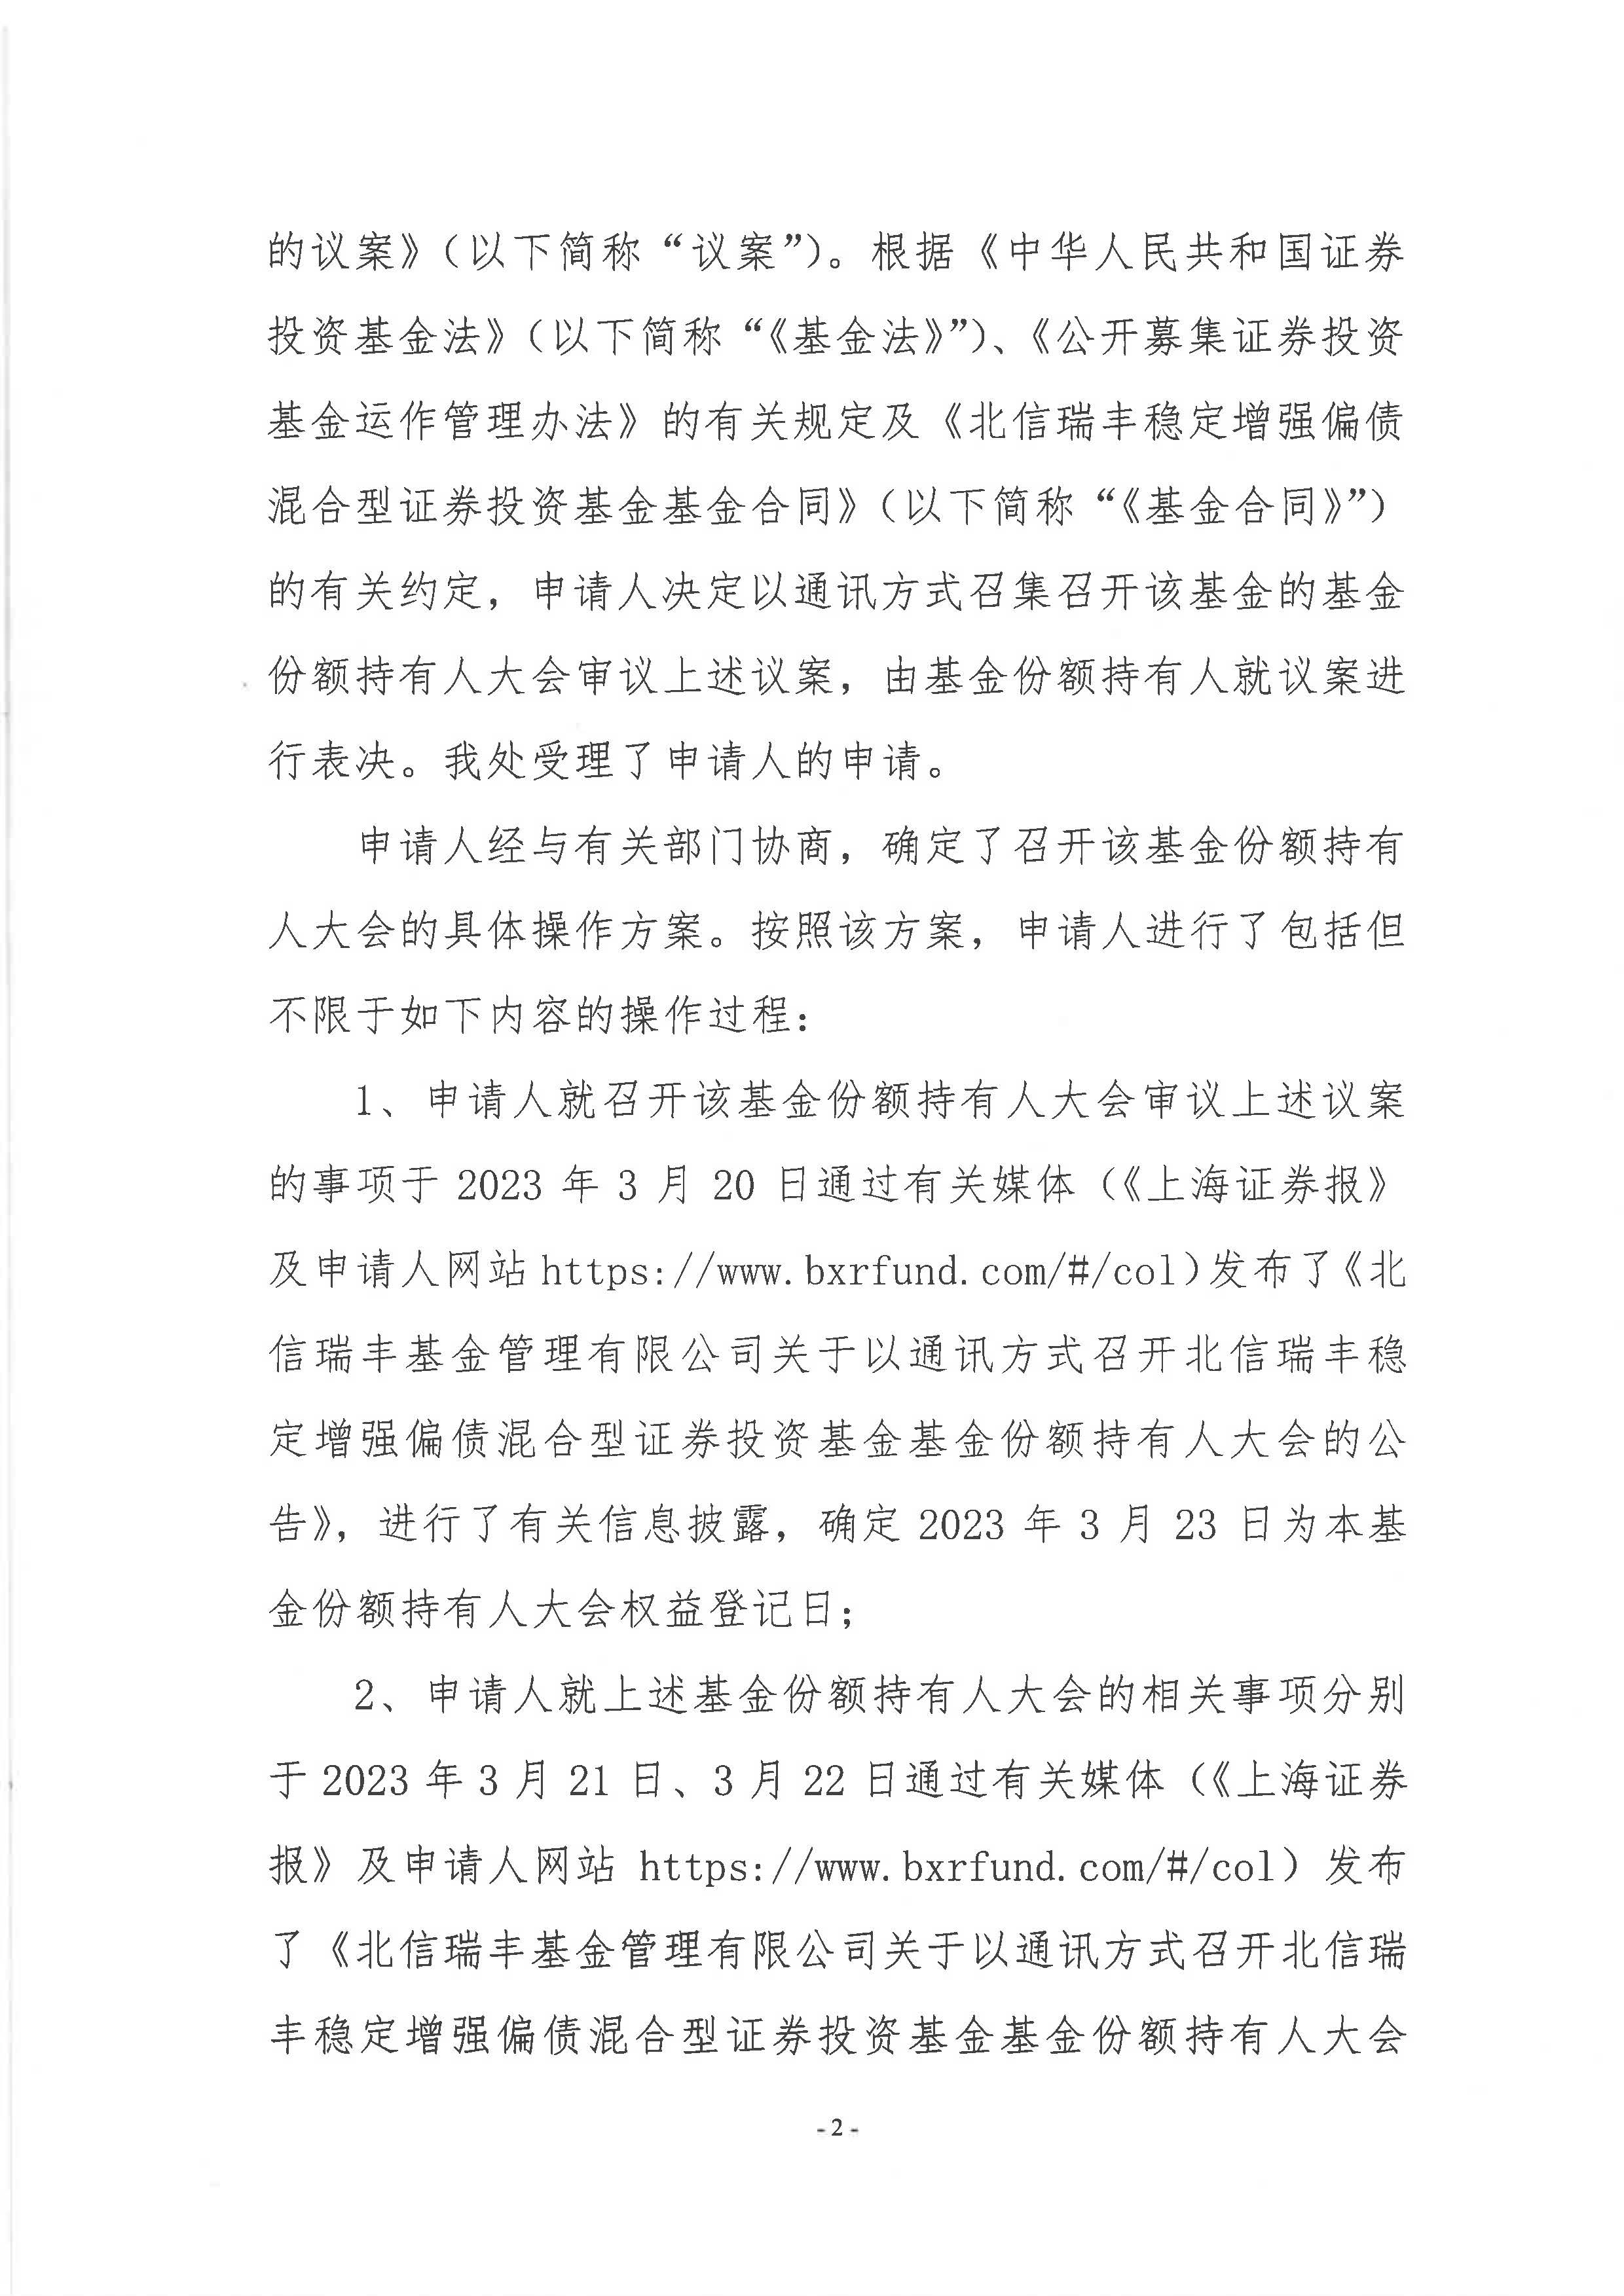 的议案》（以下简称“议案”）。根据《中华人民共和国证券
投资基金法》（以下简称“《基金法》”）、《公开募集证券投资
基金运作管理办法》的有关规定及《北信瑞丰稳定增强偏债
混合型证券投资基金基金合同》（以下简称“《基金合同》”）
的有关约定，申请人决定以通讯方式召集召开该基金的基金
份额持有人大会审议上述议案，由基金份额持有人就议案进
行表决。我处受理了申请人的申请。
申请人经与有关部门协商，确定了召开该基金份额持有
人大会的具体操作方案。按照该方案，申请人进行了包括但
不限于如下内容的操作过程：
1、申请人就召开该基金份额持有人大会审议上述议案
的事项于 2023 年 3 月 20 日通过有关媒体（《上海证券报》
及申请人网站 https://www.bxrfund.com/#/col）发布了《北
信瑞丰基金管理有限公司关于以通讯方式召开北信瑞丰稳
定增强偏债混合型证券投资基金基金份额持有人大会的公
告》，进行了有关信息披露，确定 2023 年 3 月 23 日为本基
金份额持有人大会权益登记日；
2、申请人就上述基金份额持有人大会的相关事项分别
于 2023 年 3 月 21 日、3 月 22 日通过有关媒体（《上海证券
报》及申请人网站 https://www.bxrfund.com/#/col）发布
了《北信瑞丰基金管理有限公司关于以通讯方式召开北信瑞
丰稳定增强偏债混合型证券投资基金基金份额持有人大会
- 2 -